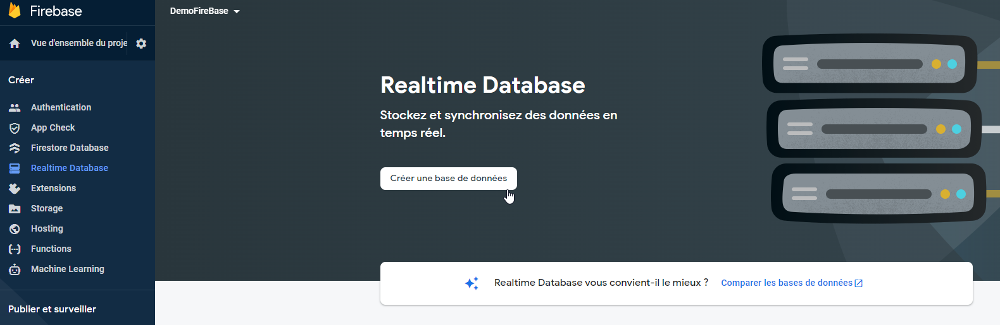 Firebase
Vue d'ensemble du proje
Créer
Authentication
App Check
Firestore Database
Realtime Database
Extensions
Storage
Hosting
Functions
Machine Learning
Publier et surveiller
DemoFireBase
Realtime Database
Stockez et synchronisez des données en
temps réel.
Créer une base de données
Realtime Database vous convient-il le mieux ? Comparer les bases de données